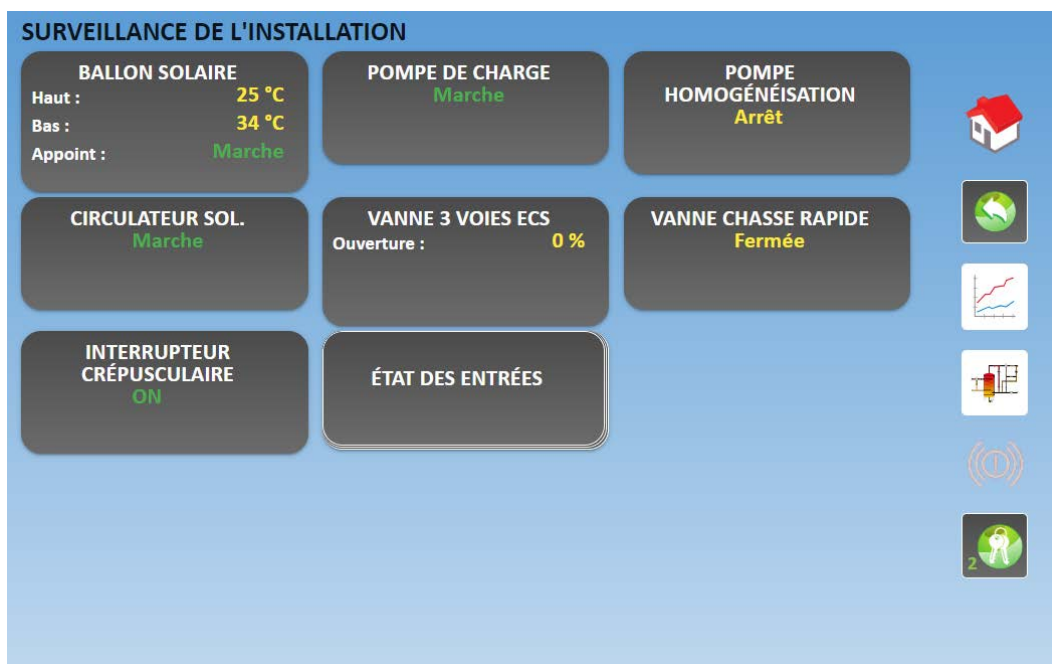 SURVEILLANCE DE L'INSTALLATION
BALLON SOLAIRE
Haut : 25 °C
Bas : 34 °C
Appoint : Marche
POMPE DE CHARGE
Marche
POMPE
HOMOGÉNÉISATION
Arrêt
CIRCULATEUR SOL.
Marche
VANNE 3 VOIES ECS
Ouverture : 0 %
VANNE CHASSE RAPIDE
Fermée
INTERRUPTEUR
CRÉPUSCULAIRE
ON
ÉTAT DES ENTRÉES
2